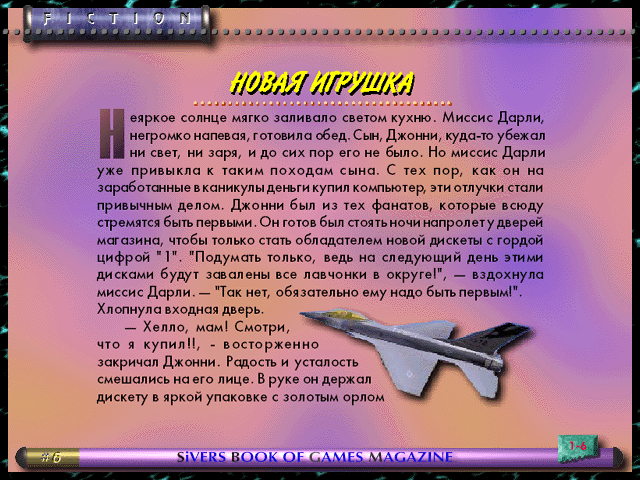 FICTION
НОВАЯ ИГРУШКА
Неяркое солнце мягко заливало светом кухню. Миссис Дарли,
негромко напевая, готовила обед. Сын, Джонни, куда-то убежал
ни свет, ни заря, и до сих пор его не было. Но миссис Дарли
уже привыкла к таким походам сына. С тех пор, как он на
заработанные в каникулы деньги купил компьютер, эти отлучки стали
привычным делом. Джонни был из тех фанатов, которые всюду
стремятся быть первыми. Он готов был стоять ночи напролет у дверей
магазина, чтобы только стать обладателем новой дискеты с гордой
цифрой "1". "Подумать только, ведь на следующий день этими
дисками будут завалены все лавчонки в округе!", — вздохнула
миссис Дарли. — "Так нет, обязательно ему надо быть первым!".
Хлопнула входная дверь.
— Хелло, мам! Смотри,
что я купил!!, - восторженно
закричал Джонни. Радость и усталость
смешались на его лице. В руке он держал
дискету в яркой упаковке с золотым орлом
#6
SiVERS BOOK OF GAMES MAGAZINE
1-6